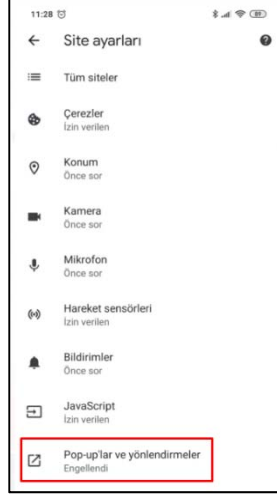 11:28
Site ayarları
Tüm siteler
Çerezler
İzin verilen
Konum
Önce sor
Kamera
Önce sor
Mikrofon
Önce sor
Hareket sensörleri
İzin verilen
Bildirimler
Önce sor
JavaScript
İzin verilen
Pop-up'lar ve yönlendirmeler
Engellendi